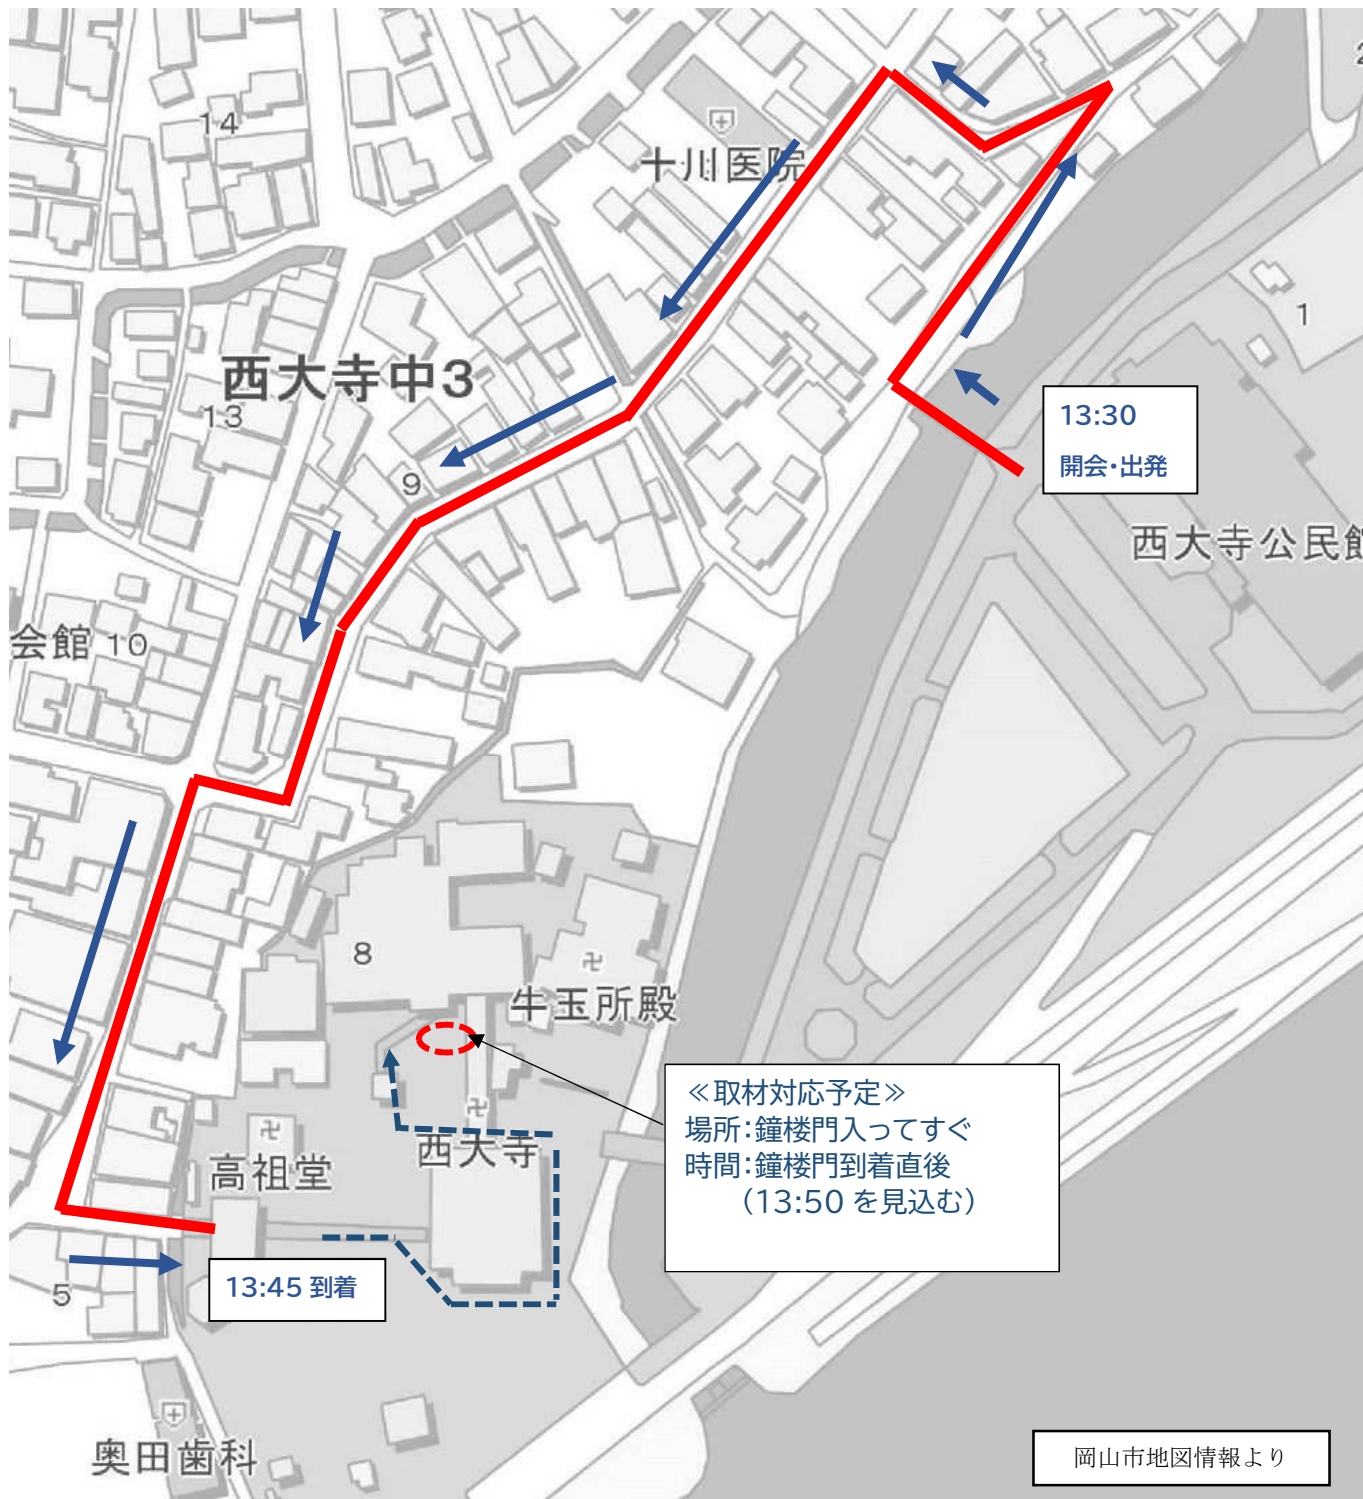 14
十川医院
2
1
西大寺中3
13
9
13:30
開会・出発
西大寺公民館
会館 10
8
牛玉所殿
≪取材対応予定≫
場所：鐘楼門入ってすぐ
時間：鐘楼門到着直後
（13:50 を見込む）
西大寺
高祖堂
13:45 到着
5
奥田歯科
岡山市地図情報より